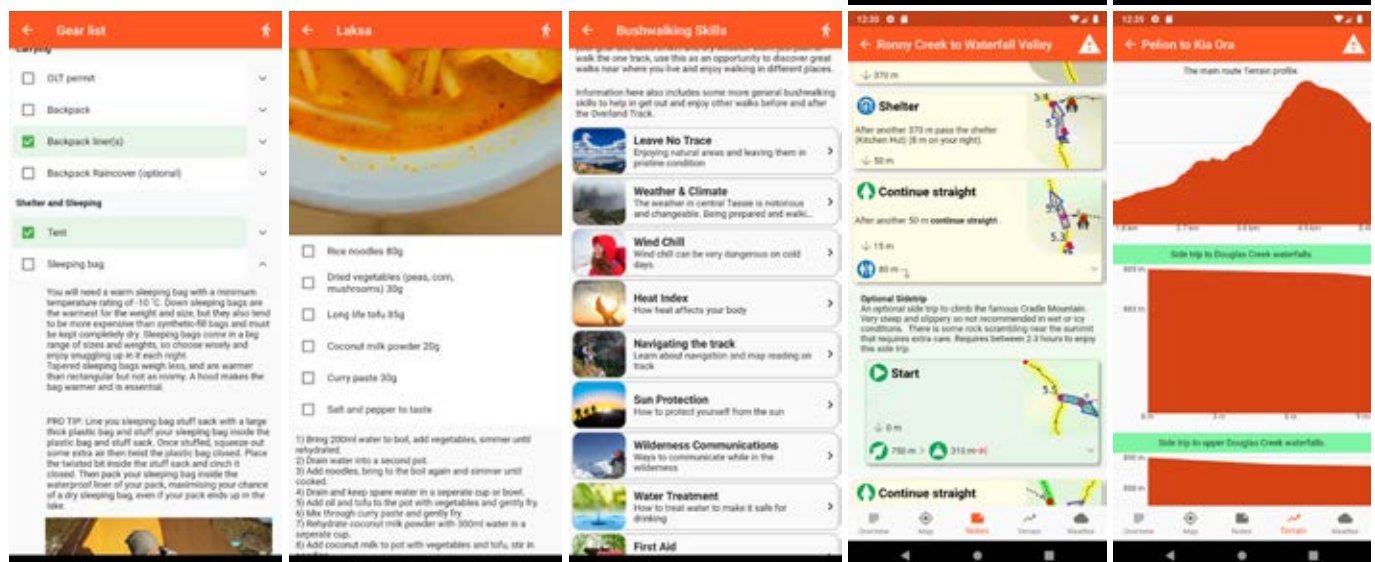 Gear list
Carrying
OLT permit
Backpack
Backpack liner(s)
Backpack Raincover (optional)
Shelter and Sleeping
Tent
Sleeping bag
You will need a warm sleeping bag with a minimum
temperature rating of -10 °C. Down sleeping bags are
the warmest for the weight and size, but they also tend
to be more expensive than synthetic-fill bags and must
be kept completely dry. Sleeping bags come in a big
range of sizes and weights, so choose wisely and
enjoy snuggling up in it each night.
Tapered sleeping bags weigh less, and are warmer
than rectangular but not as roomy. A hood makes the
bag warmer and is essential.
PRO TIP: Line you sleeping bag stuff sack with a large
thick plastic bag and stuff your sleeping bag inside the
plastic bag and stuff sack. Once stuffed, squeeze out
some extra air then twist the plastic bag closed. Place
the twisted bit inside the stuff sack and cinch it
closed. Then pack your sleeping bag inside the
waterproof liner of your pack, maximising your chance
of a dry sleeping bag, even if your pack ends up in the
lake.
Laksa
Rice noodles 80g
Dried vegetables (peas, corn,
mushrooms) 30g
Long life tofu 85g
Coconut milk powder 20g
Curry paste 30g
Salt and pepper to taste
1) Bring 200ml water to boil, add vegetables, simmer until
rehydrated.
2) Drain water into a second pot.
3) Add noodles, bring to the boil again and simmer until
cooked.
4) Drain and keep spare water in a seperate cup or bowl.
5) Add oil and tofu to the pot with vegetables and gently fry.
6) Mix through curry paste and gently fry.
7) Rehydrate coconut milk powder with 300ml water in a
seperate cup.
8) Add coconut milk to pot with vegetables and tofu, stir in
Bushwalking Skills
walk the one track, use this as an opportunity to discover great
walks near where you live and enjoy walking in different places.
Information here also includes some more general bushwalking
skills to help in get out and enjoy other walks before and after
the Overland Track.
Leave No Trace
Enjoying natural areas and leaving them in
pristine condition
Weather & Climate
The weather in central Tassie is notorious
and changeable. Being prepared and walki...
Wind Chill
Wind chill can be very dangerous on cold
days
Heat Index
How heat affects your body
Navigating the track
Learn about navigation and map reading on
track
Sun Protection
How to protect yourself from the sun
Wilderness Communications
Ways to communicate while in the
wilderness
Water Treatment
How to treat water to make it safe for
drinking
First Aid
12:30
Ronny Creek to Waterfall Valley
370 m
Shelter
After another 370 m pass the shelter
(Kitchen Hut) (8 m on your right).
50 m
5.4
Continue straight
After another 50 m continue straight .
15 m
80 m
5.3
Optional Sidetrip
An optional side trip to climb the famous Cradle Mountain.
Very steep and slippery so not recommended in wet or icy
conditions. There is some rock scrambling near the summit
that requires extra care. Requires between 2-3 hours to enjoy
this side trip
Start
5.5
0 m
750 m > 310 m
Continue straight
Overview Map Notes Terrain Weather
12:35
Pelion to Kia Ora
The main route Terrain profile.
Side trip to Douglas Creek waterfalls.
0 m 3 m 6 m 9 m
Side trip to upper Douglas Creek waterfalls.
Overview Map Notes Terrain Weather